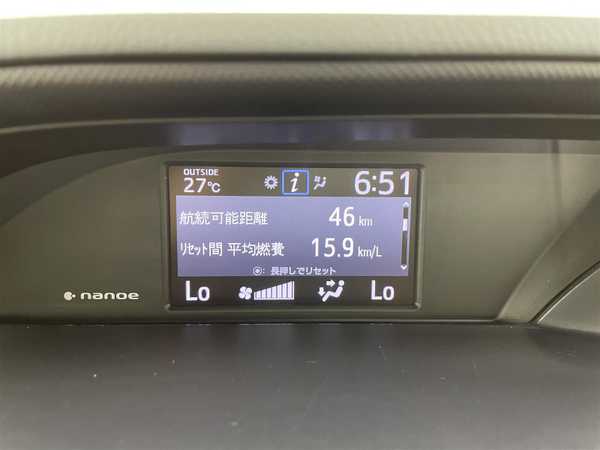 OUTSIDE
27℃
i
6:51
航続可能距離 46 km
ﾘｾｯﾄ間 平均燃費 15.9 km/L
: 長押しでリセット
Lo
Lo
nanoe